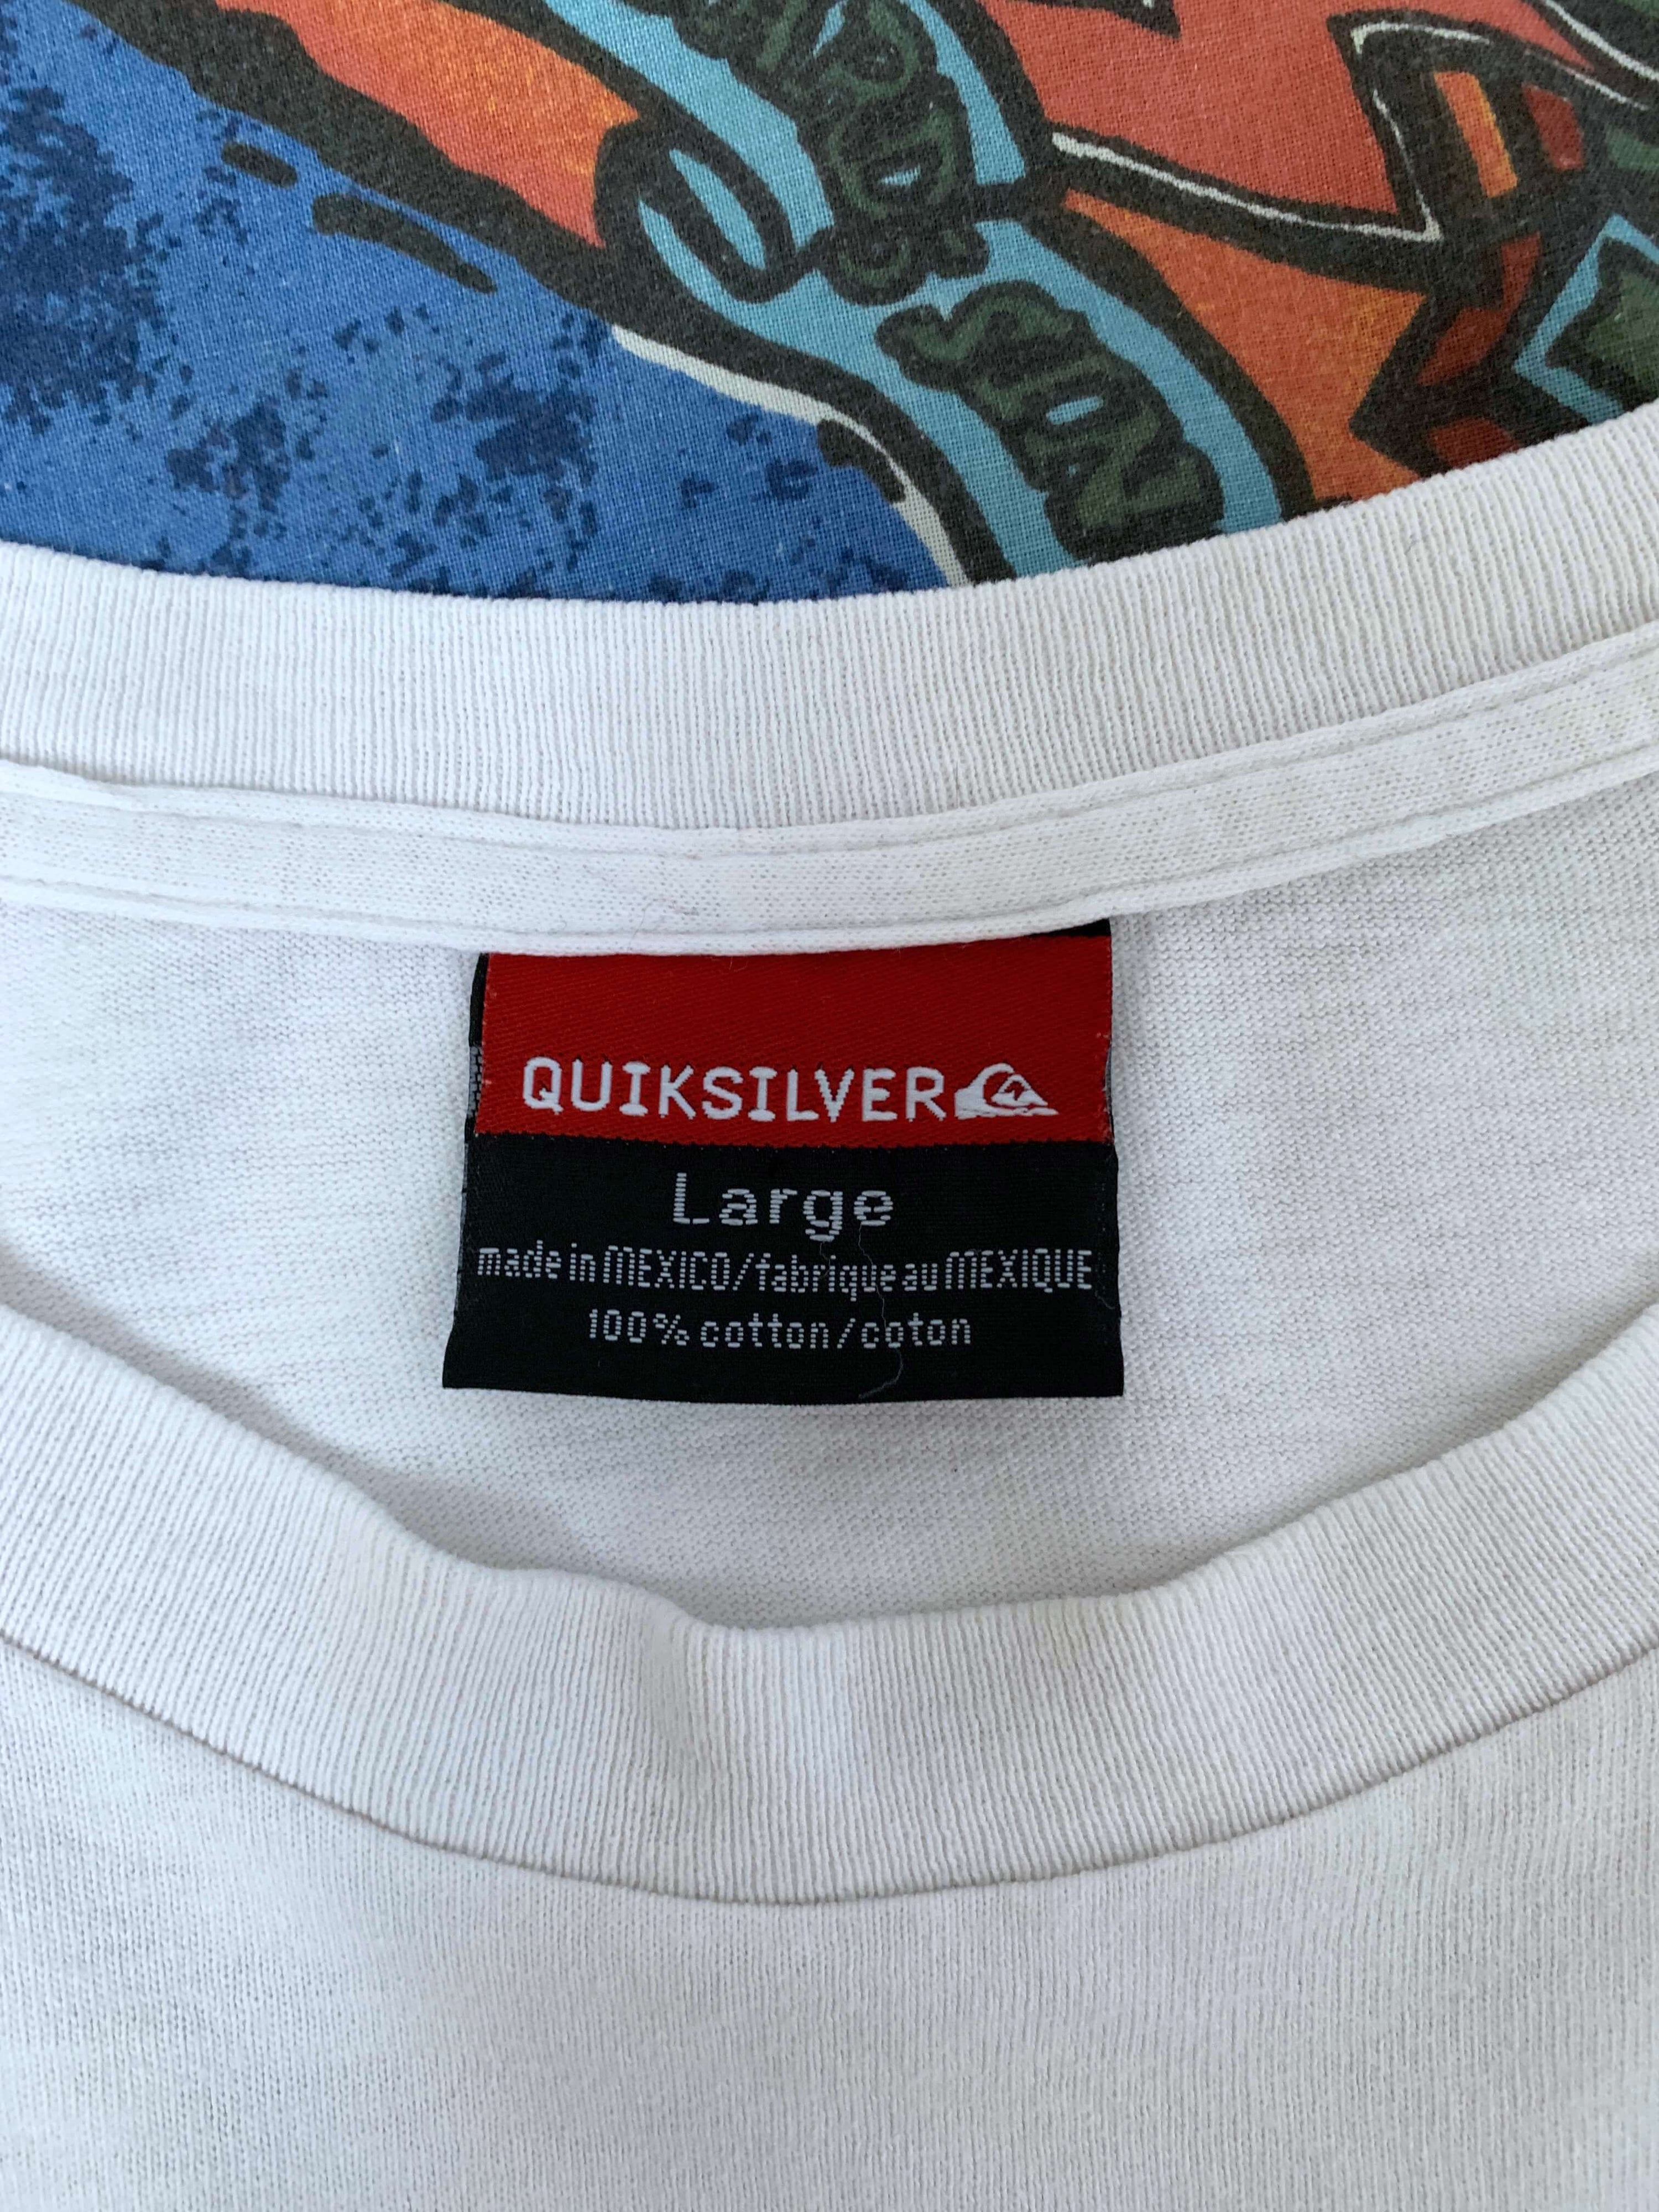 QUIKSILVER
Large
made in MEXICO/fabrique au MEXIQUE
100% cotton/coton